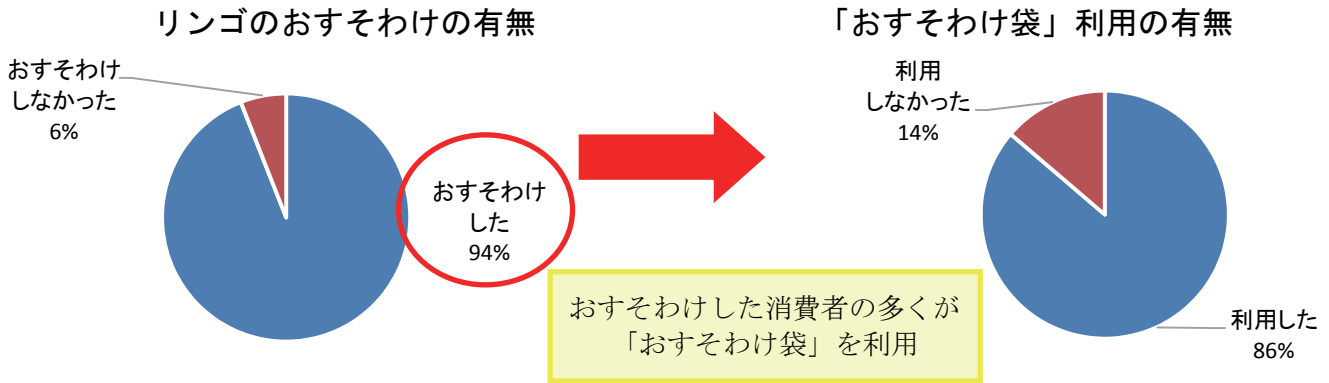 リンゴのおすそわけの有無
おすそわけ
しなかった
6%
おすそわけ
した
94%
「おすそわけ袋」利用の有無
利用
しなかった
14%
利用した
86%
おすそわけした消費者の多くが
「おすそわけ袋」を利用